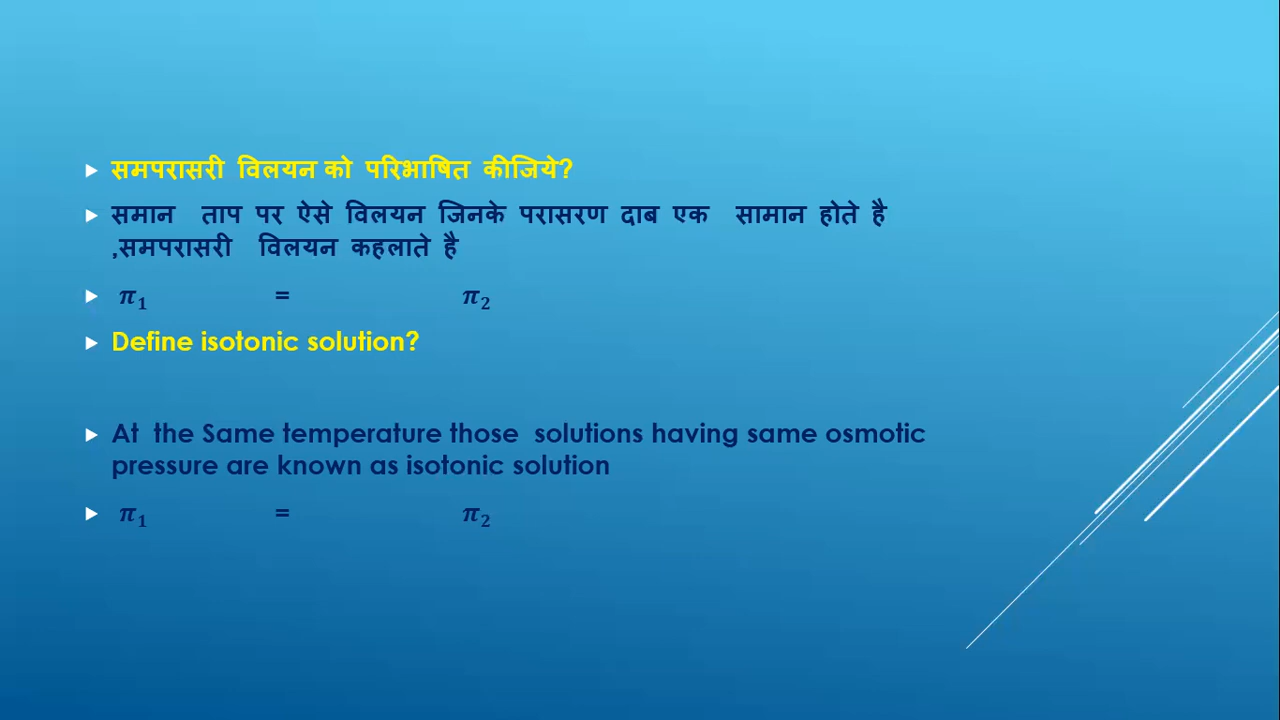 समपरासरी विलयन को परिभाषित कीजिये?
समान ताप पर ऐसे विलयन जिनके परासरण दाब एक सामान होते है
,समपरासरी विलयन कहलाते है
π₁ = π₂
Define isotonic solution?
At the Same temperature those solutions having same osmotic
pressure are known as isotonic solution
π₁ = π₂